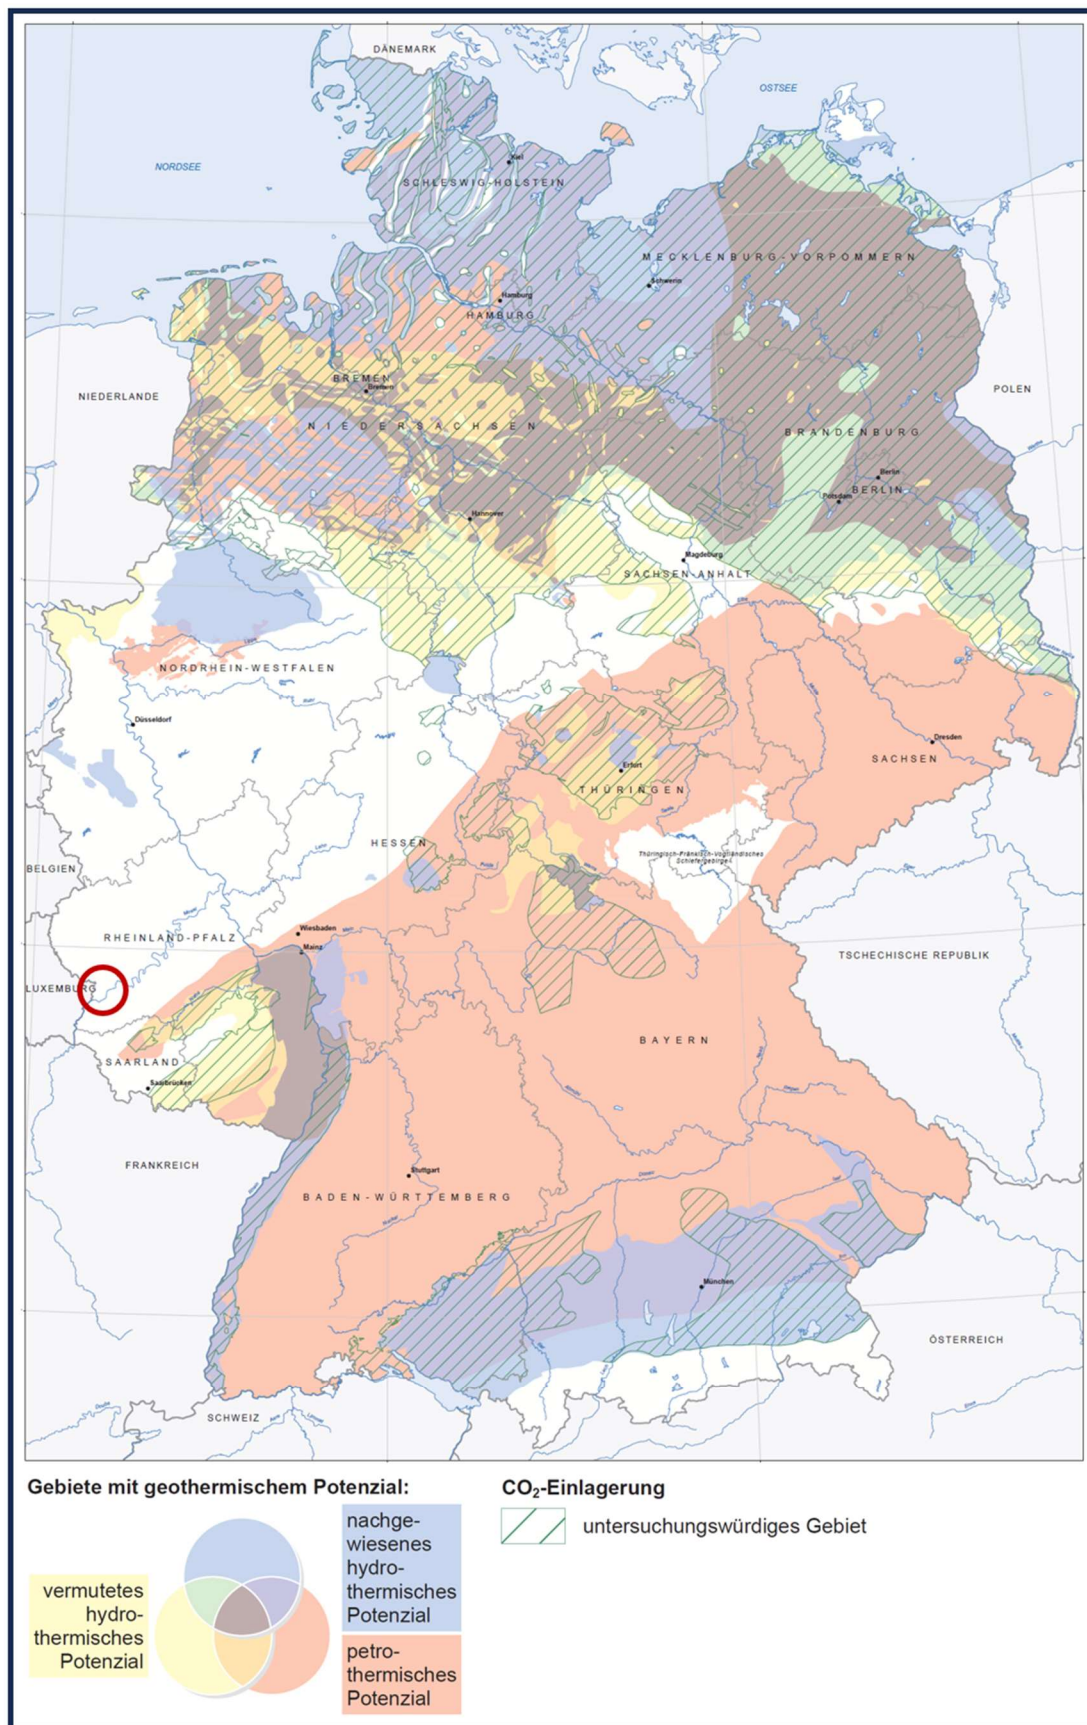 DÄNEMARK
OSTSEE
NORDSEE
Kiel
SCHLESWIG-HOLSTEIN
MECKLENBURG-VORPOMMERN
Schwerin
Hamburg
HAMBURG
BREMEN
Bremen
NIEDERLANDE
POLEN
NIEDERSACHSEN
BRANDENBURG
Berlin
BERLIN
Potsdam
Hannover
Magdeburg
SACHSEN-ANHALT
NORDRHEIN-WESTFALEN
Düsseldorf
Dresden
SACHSEN
Erfurt
THÜRINGEN
HESSEN
Thüringisch-Fränkisch-Vogtländisches
Schiefergebirge
BELGIEN
Wiesbaden
RHEINLAND-PFALZ
Mainz
TSCHECHISCHE REPUBLIK
LUXEMBURG
BAYERN
SAARLAND
Saarbrücken
FRANKREICH
Stuttgart
BADEN-WÜRTTEMBERG
München
ÖSTERREICH
SCHWEIZ
Gebiete mit geothermischem Potenzial:
vermutetes
hydro-
thermisches
Potenzial
nachge-
wiesenes
hydro-
thermisches
Potenzial
petro-
thermisches
Potenzial
CO₂-Einlagerung
untersuchungswürdiges Gebiet